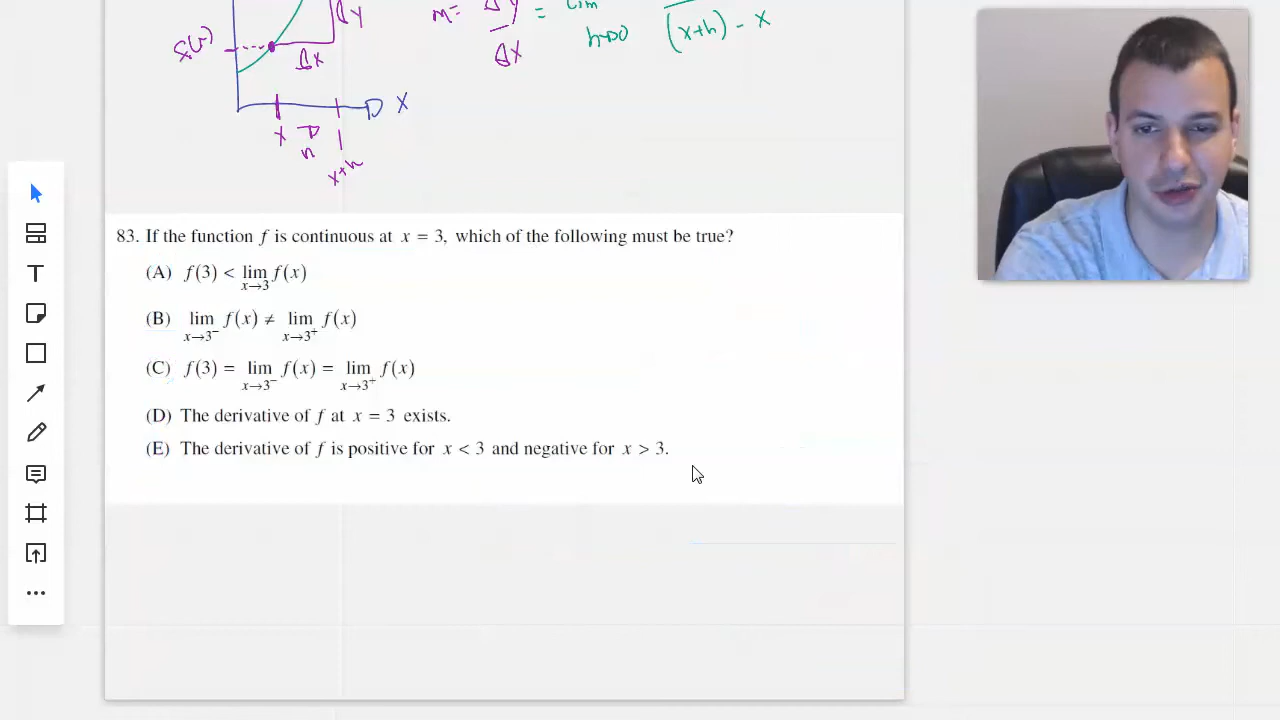 Δy
m = Δy/Δx = lim h→0 (x+h) - x
f(x)
Δx
x
x
h
x+h
T
83. If the function f is continuous at x = 3, which of the following must be true?
(A) f(3) < lim x→3 f(x)
(B) lim x→3⁻ f(x) ≠ lim x→3⁺ f(x)
(C) f(3) = lim x→3⁻ f(x) = lim x→3⁺ f(x)
(D) The derivative of f at x = 3 exists.
(E) The derivative of f is positive for x < 3 and negative for x > 3.